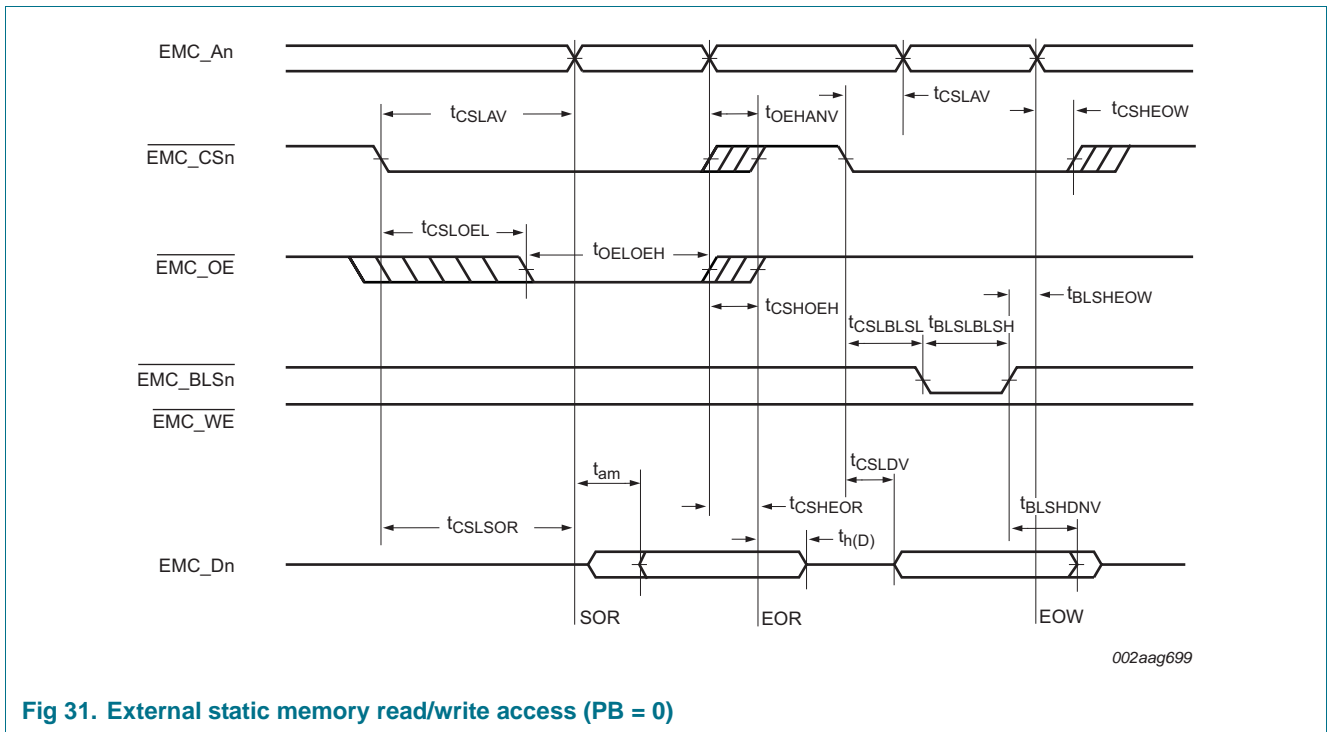 EMC_An
tCSLAV
tOEHANV
tCSLAV
tCSHEOW
EMC_CSn
tCSLOEL
tOELOEH
EMC_OE
tCSHOEH
tBLSHEOW
tCSLBLSL
tBLSLBLSH
EMC_BLSn
EMC_WE
tam
tCSLDV
tCSHEOR
tBLSHDNV
tCSLSOR
th(D)
EMC_Dn
SOR
EOR
EOW
002aag699
Fig 31. External static memory read/write access (PB = 0)